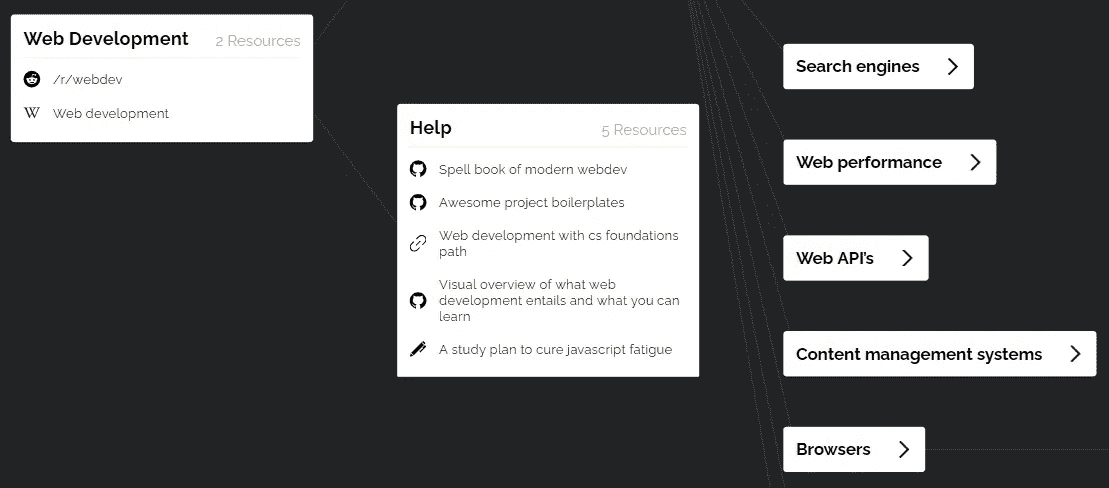 Web Development 2 Resources
/r/webdev
W Web development
Help 5 Resources
Spell book of modern webdev
Awesome project boilerplates
Web development with cs foundations
path
Visual overview of what web
development entails and what you can
learn
A study plan to cure javascript fatigue
Search engines
Web performance
Web API's
Content management systems
Browsers